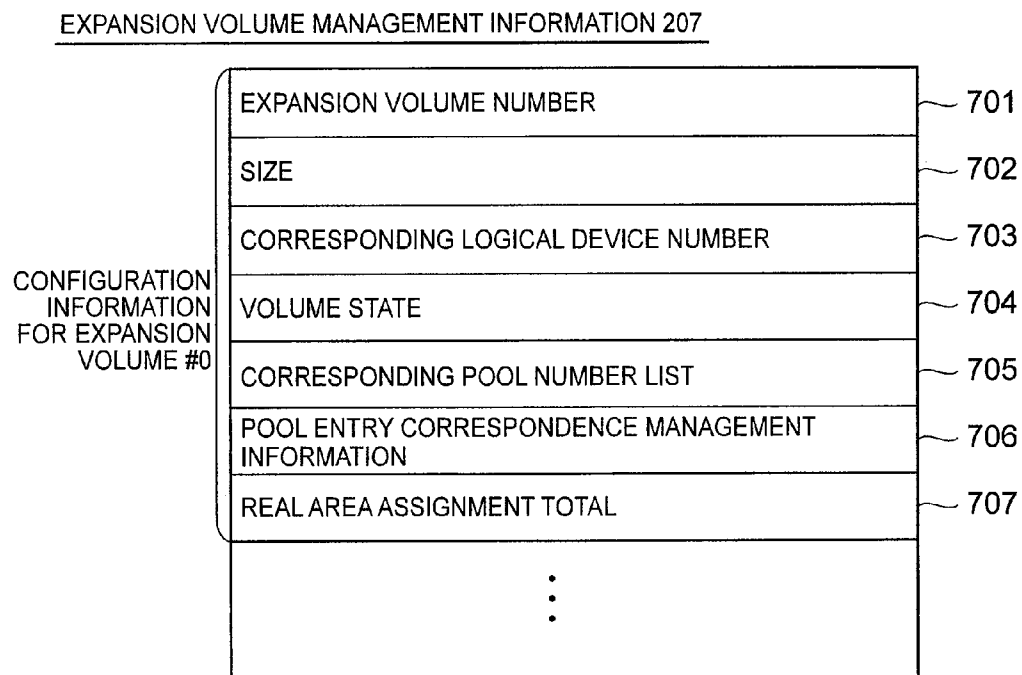 EXPANSION VOLUME MANAGEMENT INFORMATION 207
EXPANSION VOLUME NUMBER
701
SIZE
702
CORRESPONDING LOGICAL DEVICE NUMBER
703
CONFIGURATION
INFORMATION
FOR EXPANSION
VOLUME #0
VOLUME STATE
704
CORRESPONDING POOL NUMBER LIST
705
POOL ENTRY CORRESPONDENCE MANAGEMENT
INFORMATION
706
REAL AREA ASSIGNMENT TOTAL
707